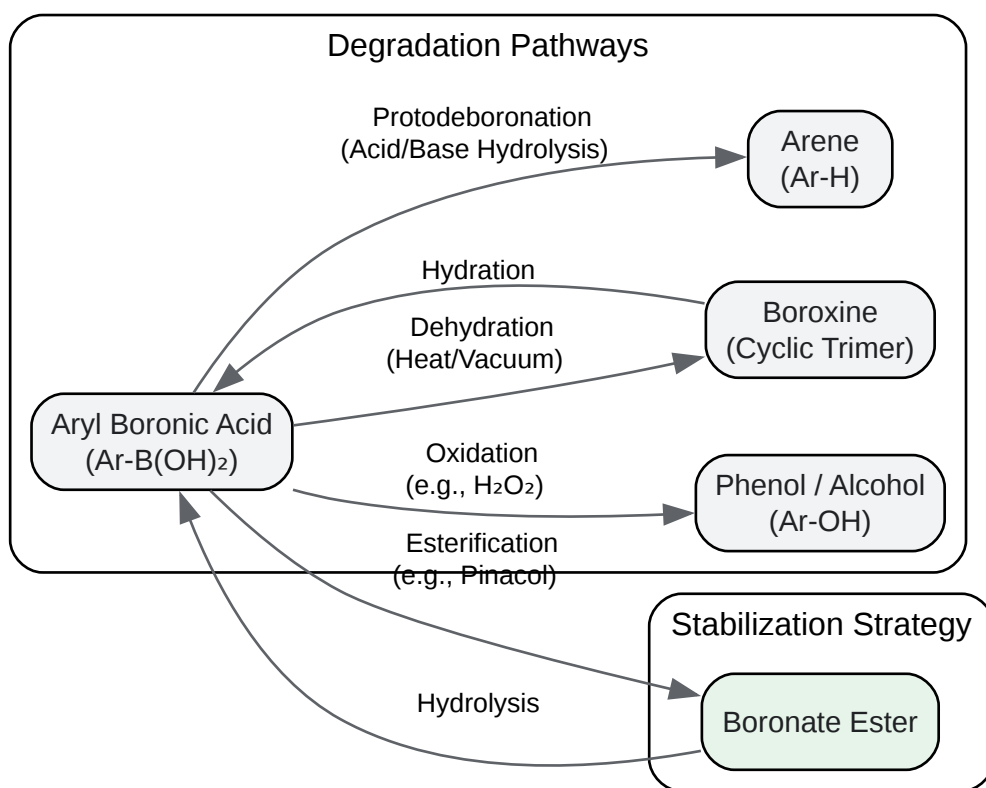 Degradation Pathways
Protodeboronation
(Acid/Base Hydrolysis)
Arene
(Ar-H)
Hydration
Boroxine
(Cyclic Trimer)
Dehydration
(Heat/Vacuum)
Aryl Boronic Acid
(Ar-B(OH)₂)
Oxidation
(e.g., H₂O₂)
Phenol / Alcohol
(Ar-OH)
Esterification
(e.g., Pinacol)
Stabilization Strategy
Hydrolysis
Boronate Ester